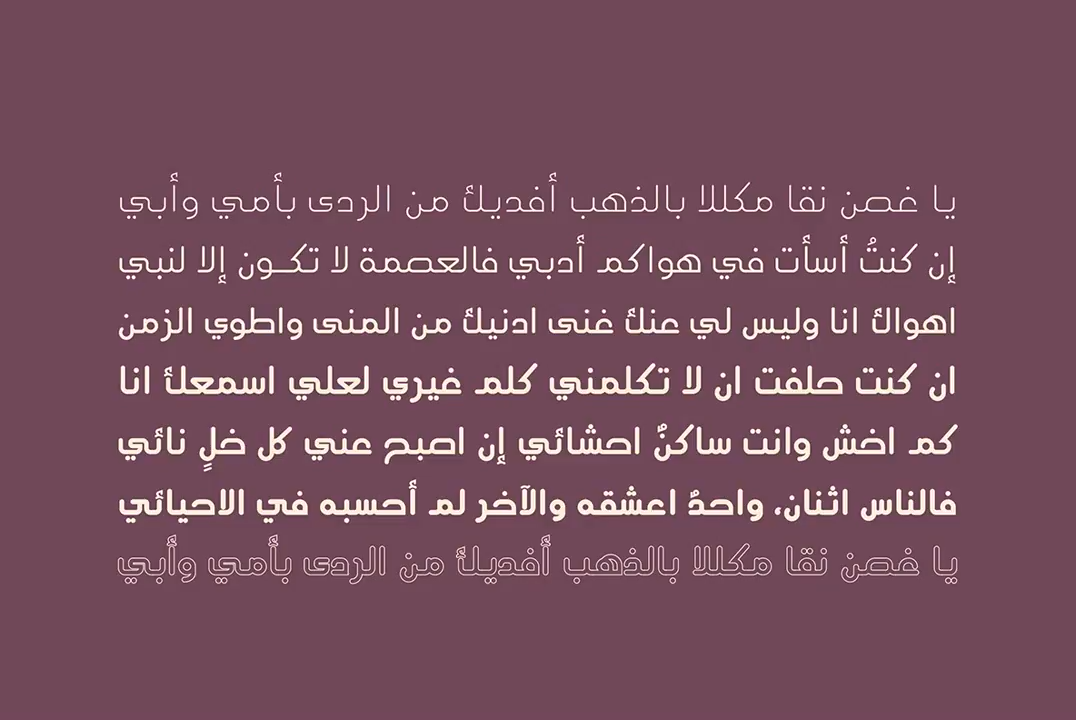 يا غصن نقا مكللا بالذهب أفديك من الردى بأمي وأبي
إن كنتُ أسأت في هواكم أدبي فالعصمة لا تكـون إلا لنبي
اهواك انا وليس لي عنك غنى ادنيك من المنى واطوي الزمن
ان كنت حلفت ان لا تكلمني كلم غيري لعلي اسمعك انا
كم اخش وانت ساكنٌ احشائي إن اصبح عني كل خلٍ نائي
فالناس اثنان، واحدٌ اعشقه والآخر لم أحسبه في الاحيائي
يا غصن نقا مكللا بالذهب أفديك من الردى بأمي وأبي